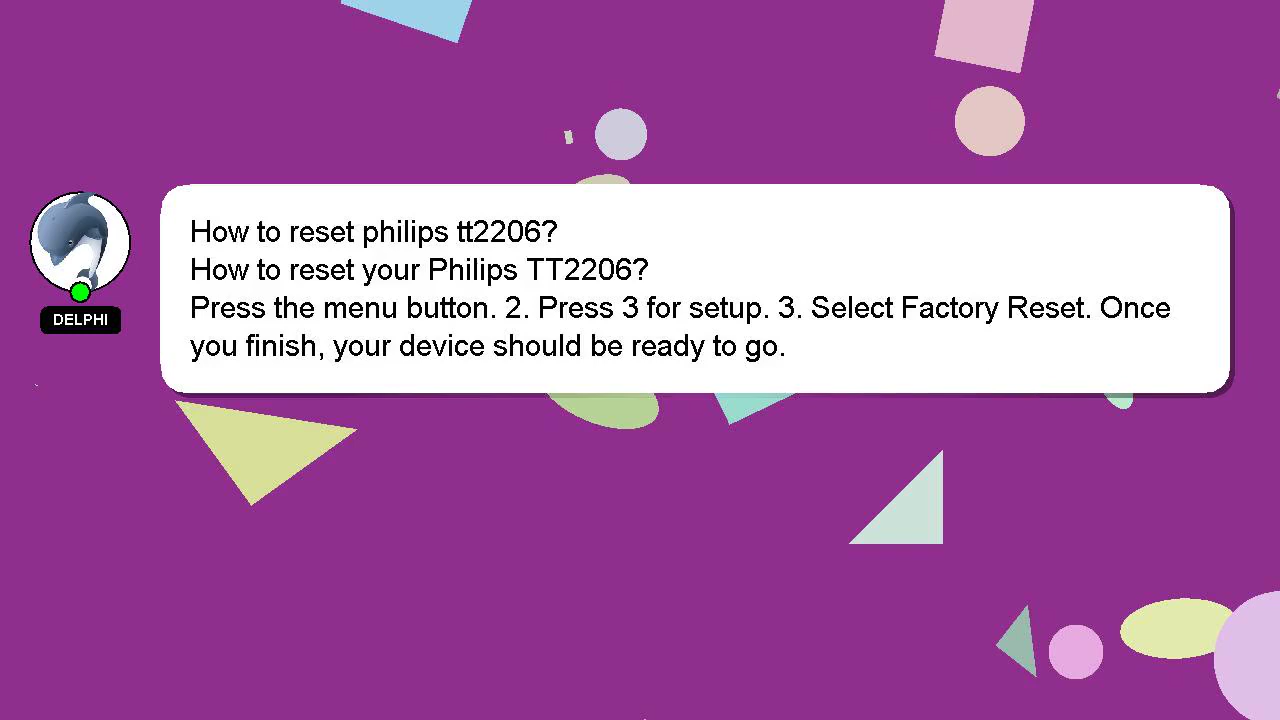 How to reset philips tt2206?
How to reset your Philips TT2206?
Press the menu button. 2. Press 3 for setup. 3. Select Factory Reset. Once
you finish, your device should be ready to go.
DELPHI